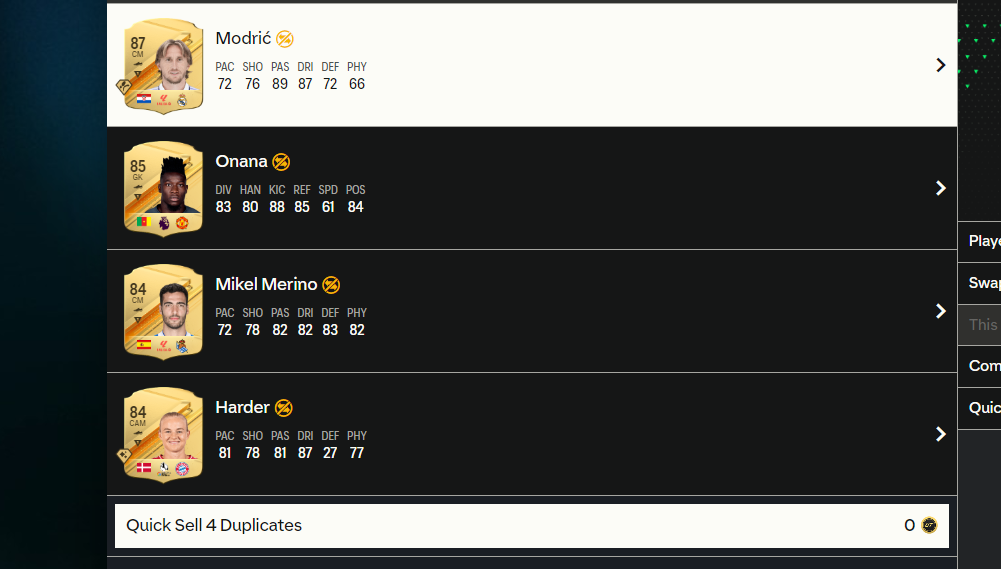 87
CM
Modrić
PAC SHO PAS DRI DEF PHY
72 76 89 87 72 66
85
GK
Onana
DIV HAN KIC REF SPD POS
83 80 88 85 61 84
84
CM
Mikel Merino
PAC SHO PAS DRI DEF PHY
72 78 82 82 83 82
84
CAM
Harder
PAC SHO PAS DRI DEF PHY
81 78 81 87 27 77
Quick Sell 4 Duplicates
0
Playe
Swap
This
Com
Quic